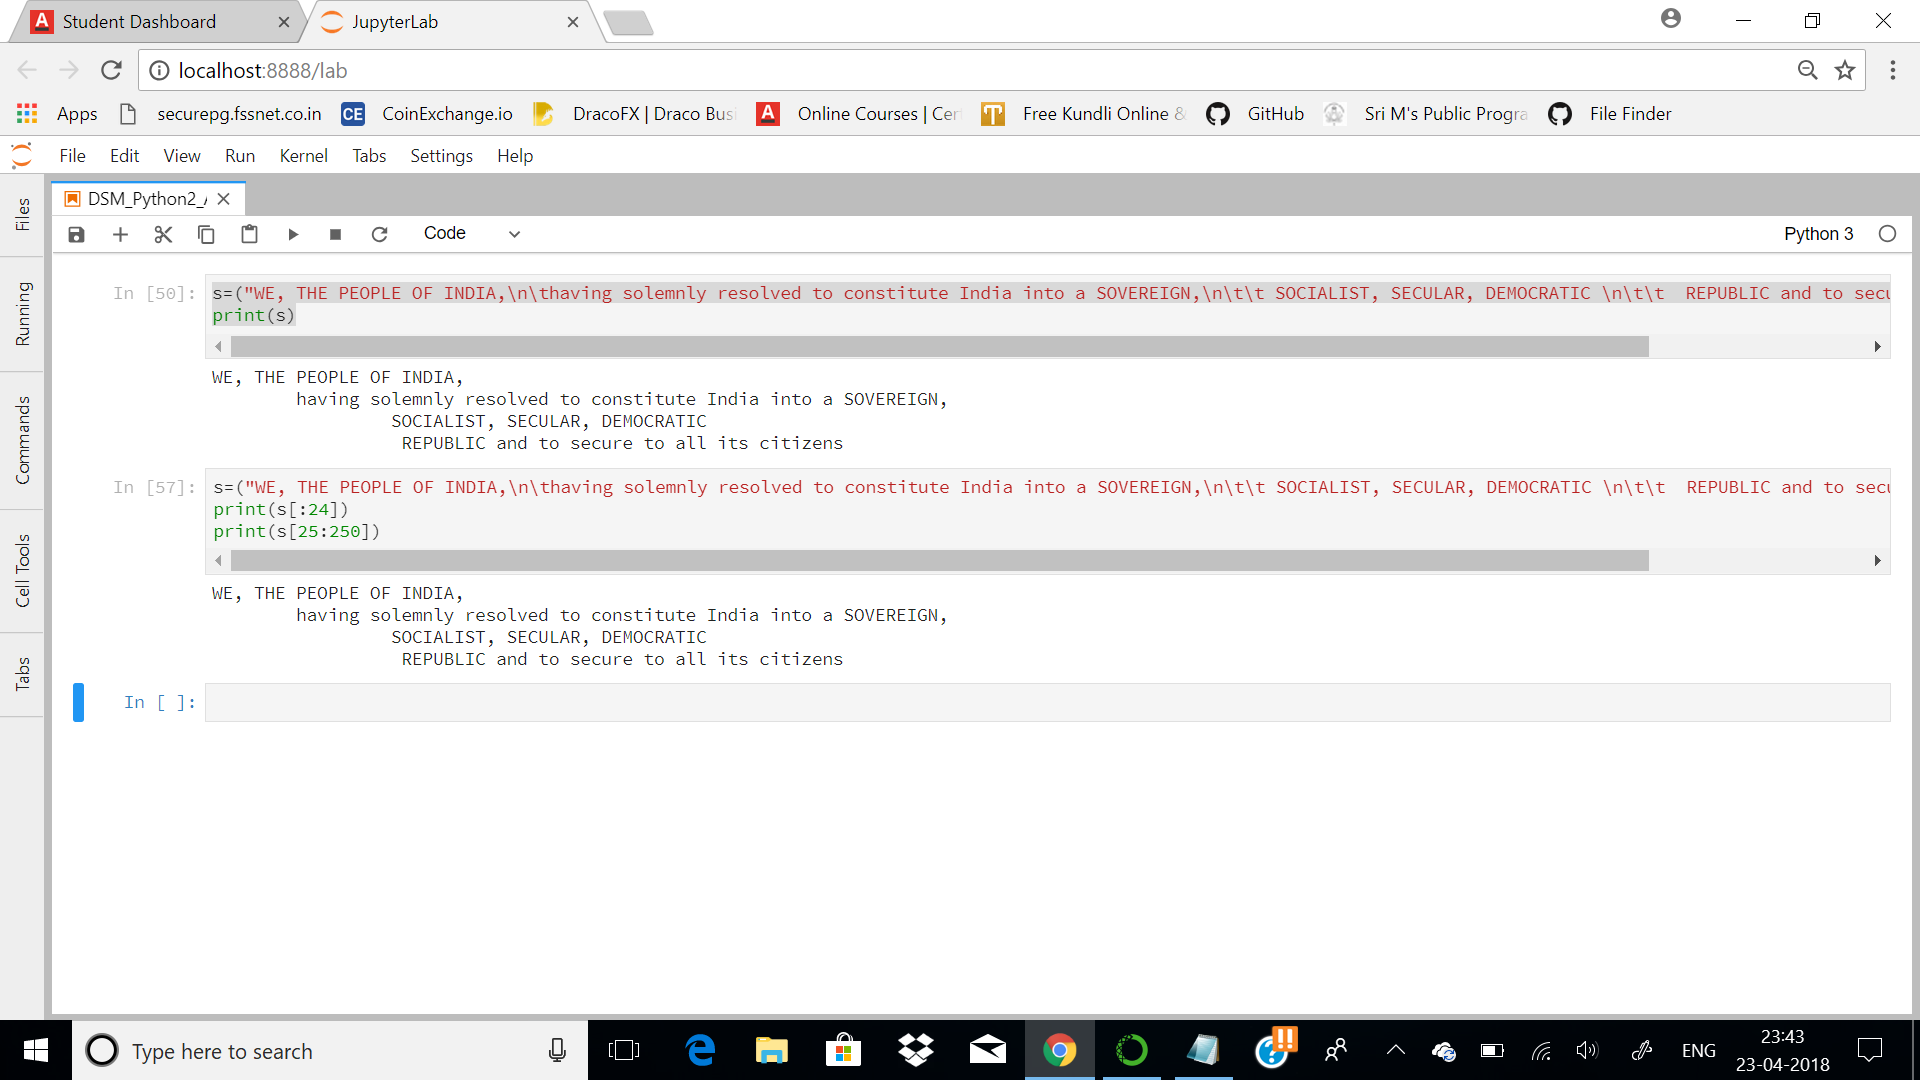 Student Dashboard
JupyterLab
localhost:8888/lab
Apps securepg.fssnet.co.in CE CoinExchange.io DracoFX | Draco Busi A Online Courses | Cer T Free Kundli Online & GitHub Sri M's Public Progra File Finder
File Edit View Run Kernel Tabs Settings Help
DSM_Python2_
Code
Python 3
Files
Running
Commands
Cell Tools
Tabs
In [50]: s=("WE, THE PEOPLE OF INDIA,\n\thaving solemnly resolved to constitute India into a SOVEREIGN,\n\t\t SOCIALIST, SECULAR, DEMOCRATIC \n\t\t  REPUBLIC and to secu
print(s)
WE, THE PEOPLE OF INDIA,
        having solemnly resolved to constitute India into a SOVEREIGN,
                 SOCIALIST, SECULAR, DEMOCRATIC
                  REPUBLIC and to secure to all its citizens
In [57]: s=("WE, THE PEOPLE OF INDIA,\n\thaving solemnly resolved to constitute India into a SOVEREIGN,\n\t\t SOCIALIST, SECULAR, DEMOCRATIC \n\t\t  REPUBLIC and to secu
print(s[:24])
print(s[25:250])
WE, THE PEOPLE OF INDIA,
        having solemnly resolved to constitute India into a SOVEREIGN,
                 SOCIALIST, SECULAR, DEMOCRATIC
                  REPUBLIC and to secure to all its citizens
In [ ]:
Type here to search
ENG
23:43
23-04-2018